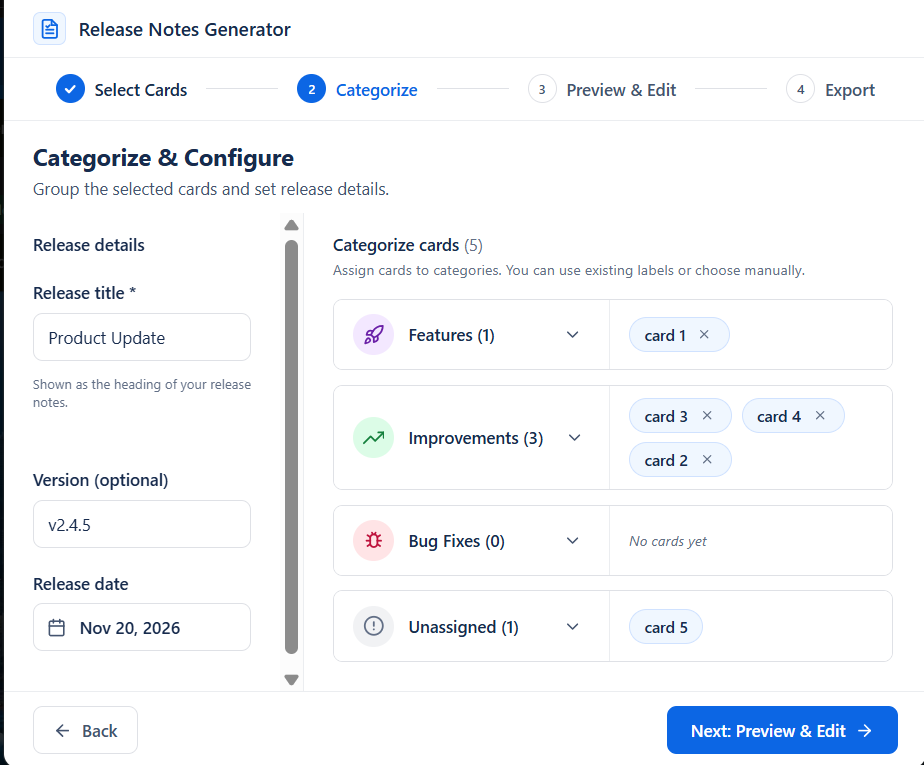 Release Notes Generator
Select Cards
2 Categorize
3 Preview & Edit
4 Export
Categorize & Configure
Group the selected cards and set release details.
Release details
Release title *
Product Update
Shown as the heading of your release
notes.
Version (optional)
v2.4.5
Release date
Nov 20, 2026
Categorize cards (5)
Assign cards to categories. You can use existing labels or choose manually.
Features (1)
card 1 ×
Improvements (3)
card 3 × card 4 ×
card 2 ×
Bug Fixes (0)
No cards yet
Unassigned (1)
card 5
← Back
Next: Preview & Edit →